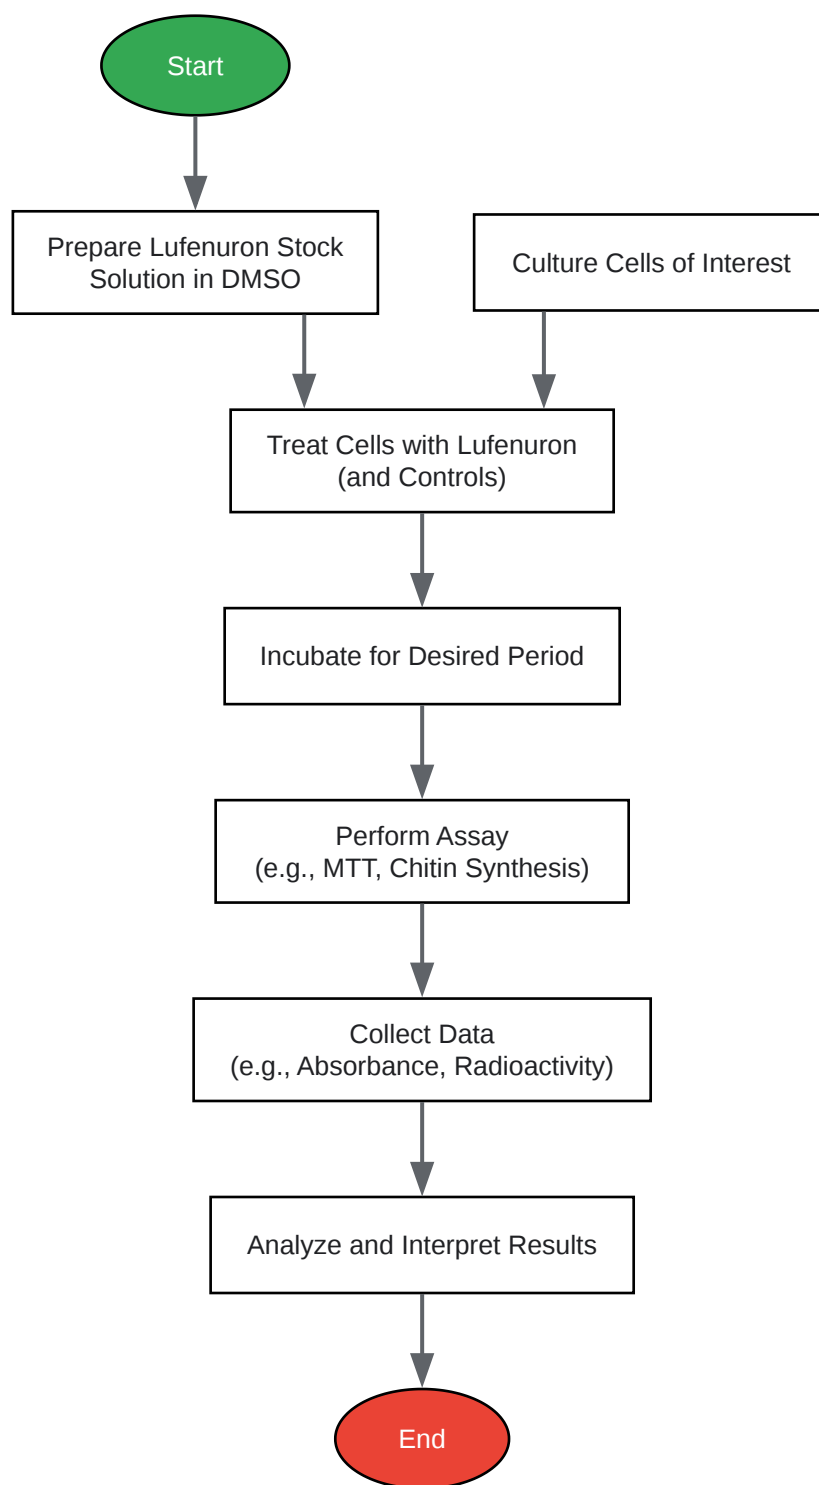 Start
Prepare Lufenuron Stock
Solution in DMSO
Culture Cells of Interest
Treat Cells with Lufenuron
(and Controls)
Incubate for Desired Period
Perform Assay
(e.g., MTT, Chitin Synthesis)
Collect Data
(e.g., Absorbance, Radioactivity)
Analyze and Interpret Results
End